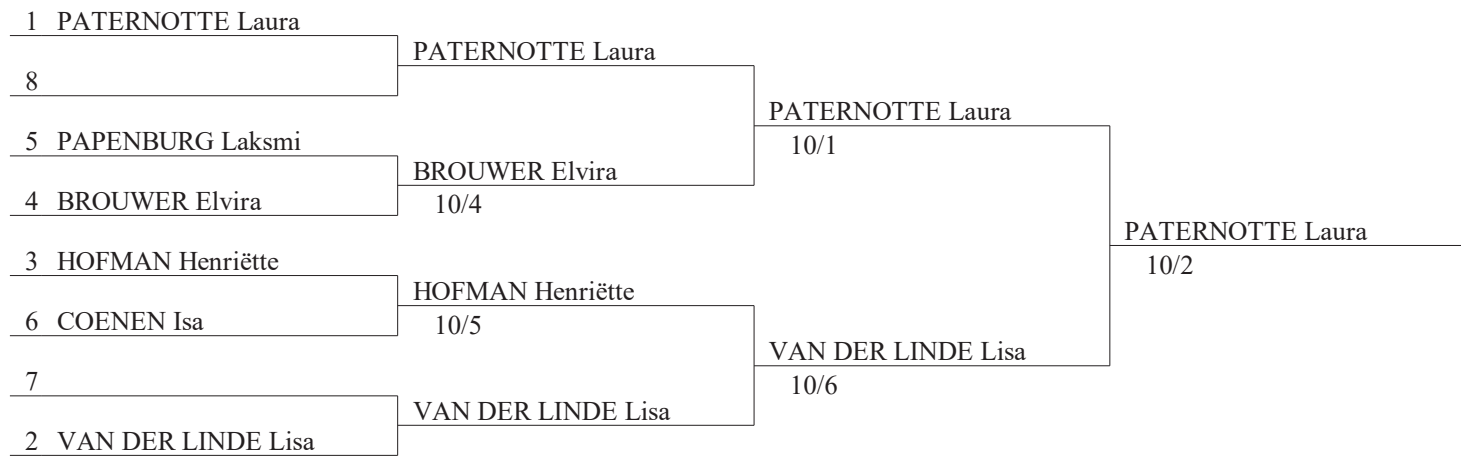 1 PATERNOTTE Laura
8
5 PAPENBURG Laksmi
4 BROUWER Elvira
3 HOFMAN Henriëtte
6 COENEN Isa
7
2 VAN DER LINDE Lisa
PATERNOTTE Laura
BROUWER Elvira
10/4
HOFMAN Henriëtte
10/5
VAN DER LINDE Lisa
PATERNOTTE Laura
10/1
VAN DER LINDE Lisa
10/6
PATERNOTTE Laura
10/2